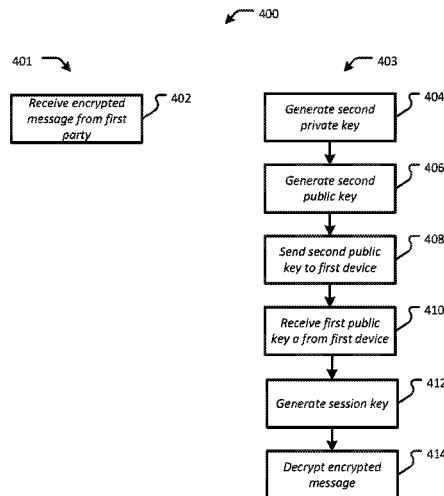 400
401
403
Receive encrypted
message from first
party
402
Generate second
private key
404
Generate second
public key
406
Send second public
key to first device
408
Receive first public
key a from first device
410
Generate session key
412
Decrypt encrypted
message
414